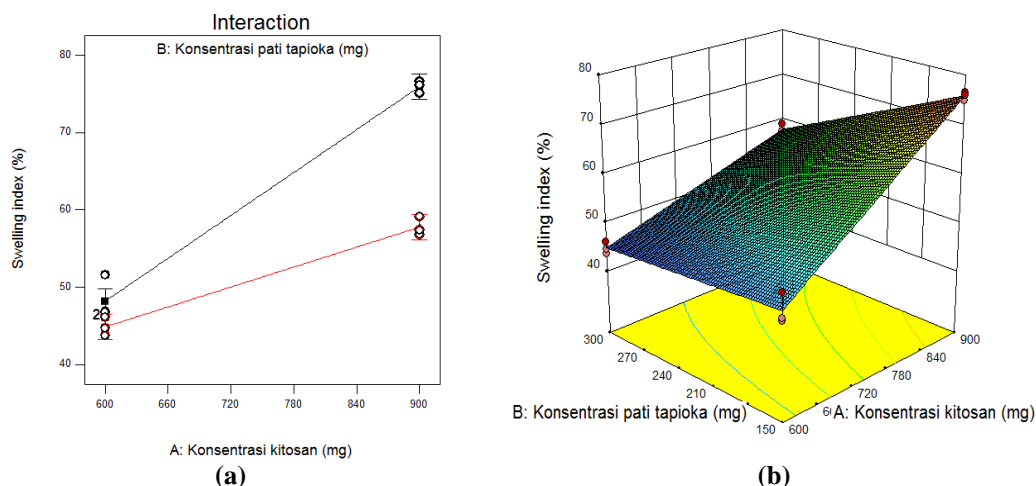 Interaction
B: Konsentrasi pati tapioka (mg)
Swelling index (%)
80
70
60
50
40
2
600 660 720 780 840 900
A: Konsentrasi kitosan (mg)
(a)
Swelling index (%)
80
70
60
50
40
300
270
240
210
150
600
720
780
840
900
B: Konsentrasi pati tapioka (mg)
A: Konsentrasi kitosan (mg)
(b)